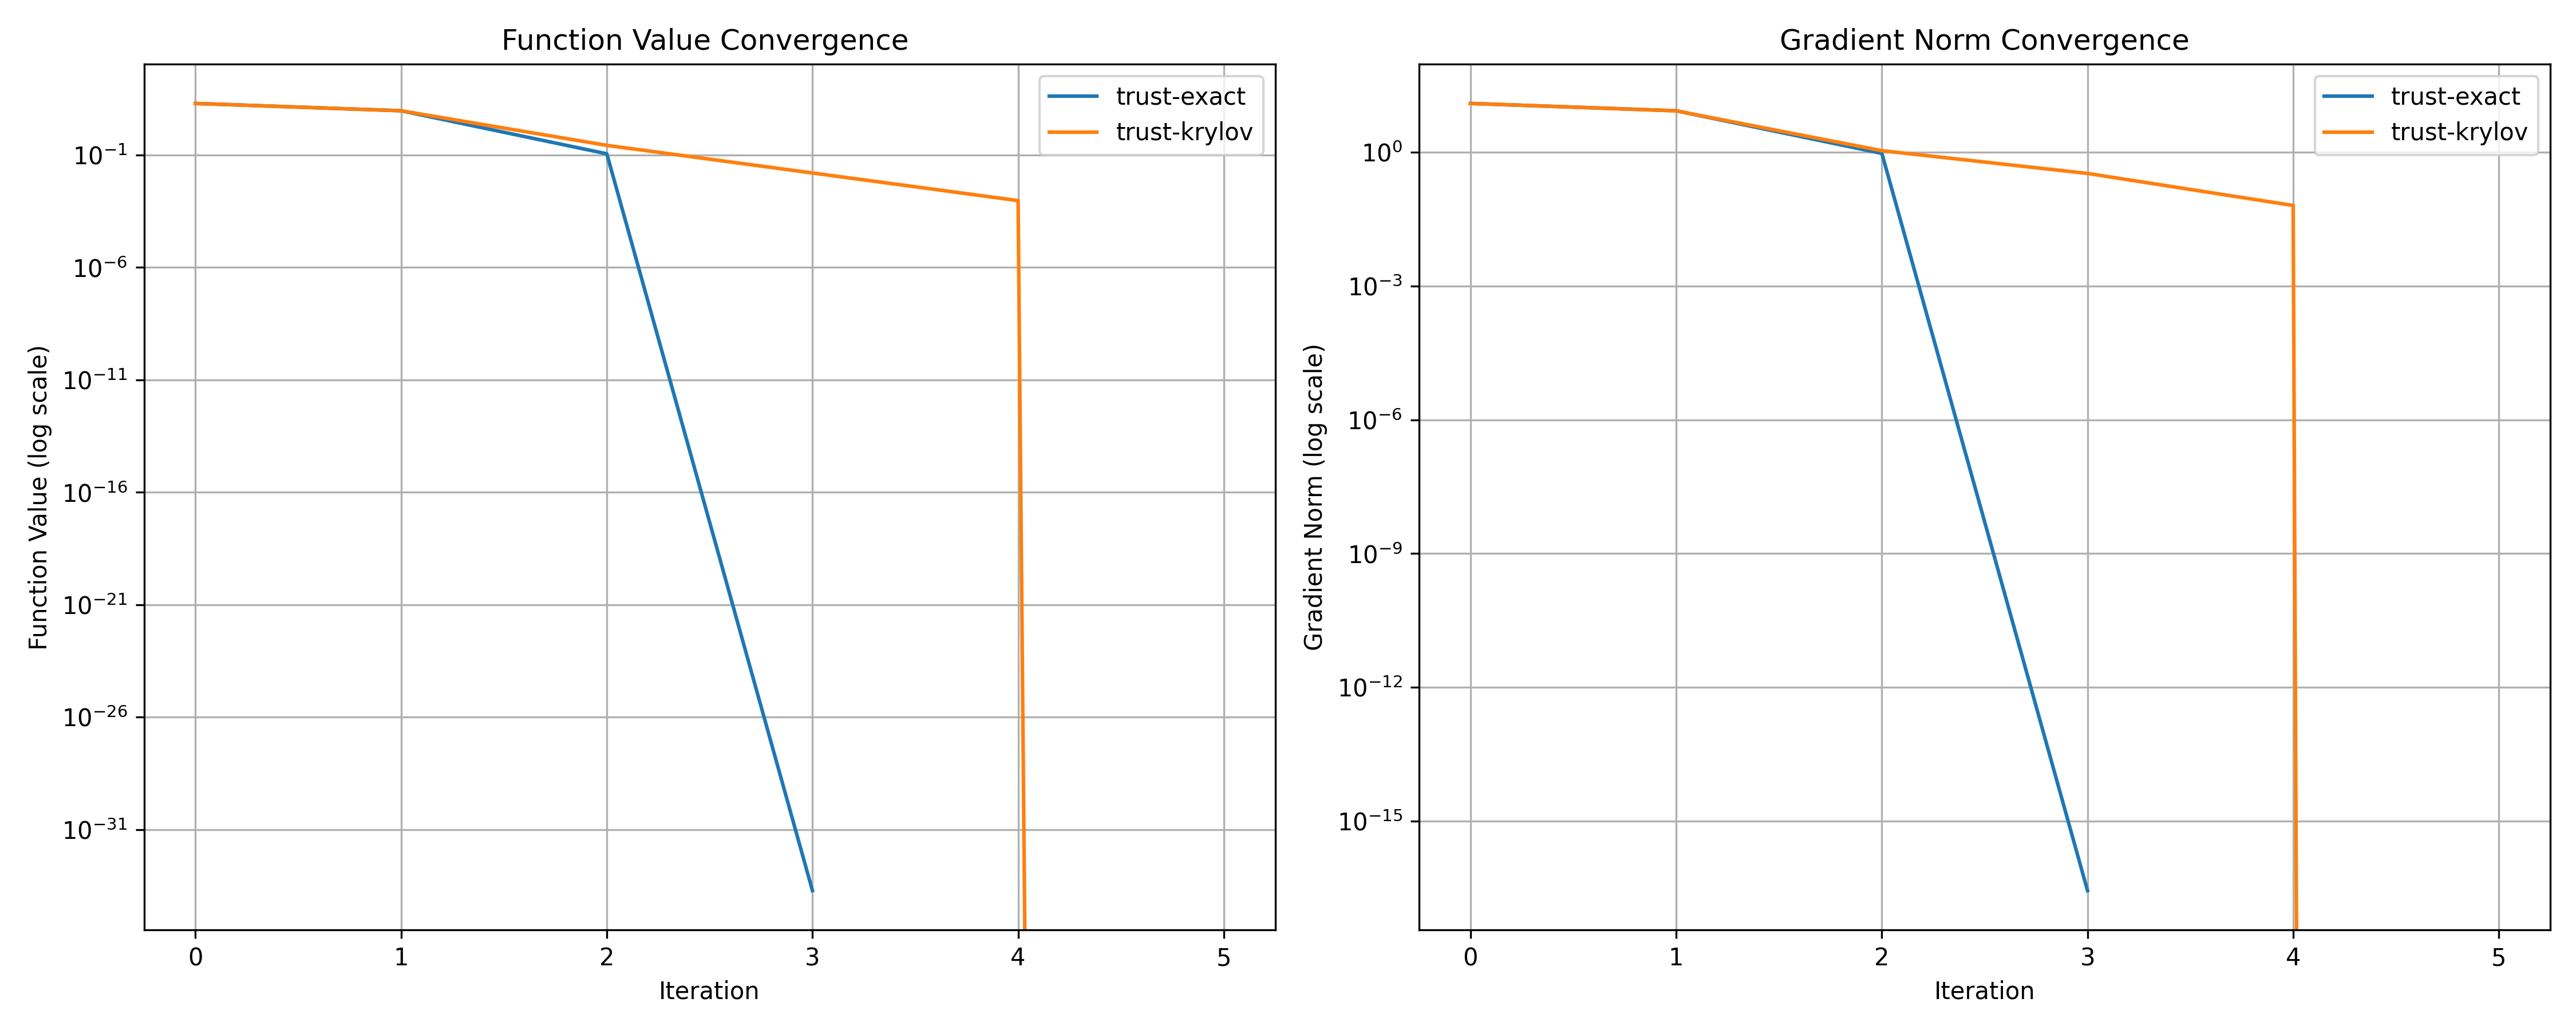 Function Value Convergence
trust-exact
trust-krylov
10⁻¹
10⁻⁶
10⁻¹¹
10⁻¹⁶
10⁻²¹
10⁻²⁶
10⁻³¹
Function Value (log scale)
0 1 2 3 4 5
Iteration
Gradient Norm Convergence
trust-exact
trust-krylov
10⁰
10⁻³
10⁻⁶
10⁻⁹
10⁻¹²
10⁻¹⁵
Gradient Norm (log scale)
0 1 2 3 4 5
Iteration